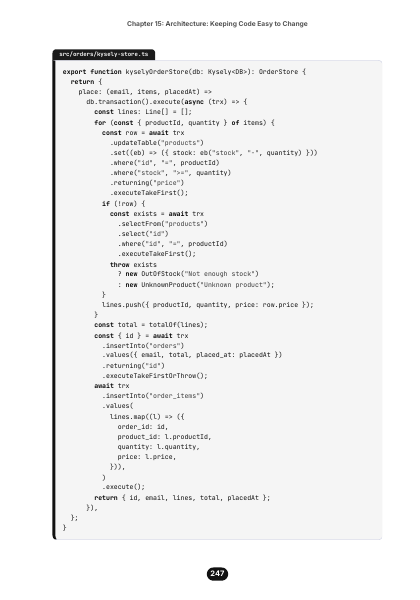 Chapter 15: Architecture: Keeping Code Easy to Change
src/orders/kysely-store.ts
export function kyselyOrderStore(db: Kysely<DB>): OrderStore {
  return {
    place: (email, items, placedAt) =>
      db.transaction().execute(async (trx) => {
        const lines: Line[] = [];
        for (const { productId, quantity } of items) {
          const row = await trx
            .updateTable("products")
            .set((eb) => ({ stock: eb("stock", "-", quantity) }))
            .where("id", "=", productId)
            .where("stock", ">=", quantity)
            .returning("price")
            .executeTakeFirst();
          if (!row) {
            const exists = await trx
              .selectFrom("products")
              .select("id")
              .where("id", "=", productId)
              .executeTakeFirst();
            throw exists
              ? new OutOfStock("Not enough stock")
              : new UnknownProduct("Unknown product");
          }
          lines.push({ productId, quantity, price: row.price });
        }
        const total = totalOf(lines);
        const { id } = await trx
          .insertInto("orders")
          .values({ email, total, placed_at: placedAt })
          .returning("id")
          .executeTakeFirstOrThrow();
        await trx
          .insertInto("order_items")
          .values(
            lines.map((l) => ({
              order_id: id,
              product_id: l.productId,
              quantity: l.quantity,
              price: l.price,
            })),
          )
          .execute();
        return { id, email, lines, total, placedAt };
      }),
  };
}
247